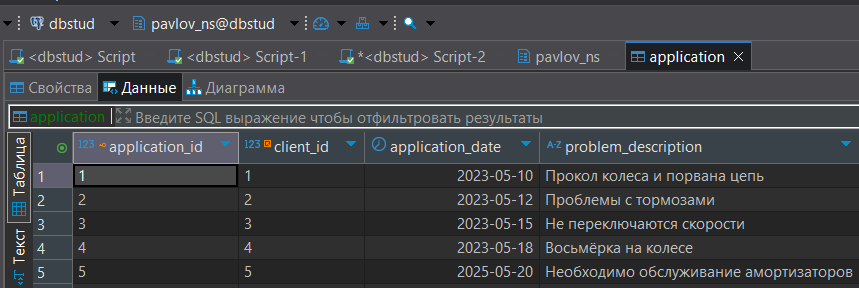 dbstud pavlov_ns@dbstud
<dbstud> Script <dbstud> Script-1 *<dbstud> Script-2 pavlov_ns application
Свойства Данные Диаграмма
application Введите SQL выражение чтобы отфильтровать результаты
Таблица
Текст
123 application_id 123 client_id application_date A-Z problem_description
1 1 1 2023-05-10 Прокол колеса и порвана цепь
2 2 2 2023-05-12 Проблемы с тормозами
3 3 3 2023-05-15 Не переключаются скорости
4 4 4 2023-05-18 Восьмёрка на колесе
5 5 5 2025-05-20 Необходимо обслуживание амортизаторов